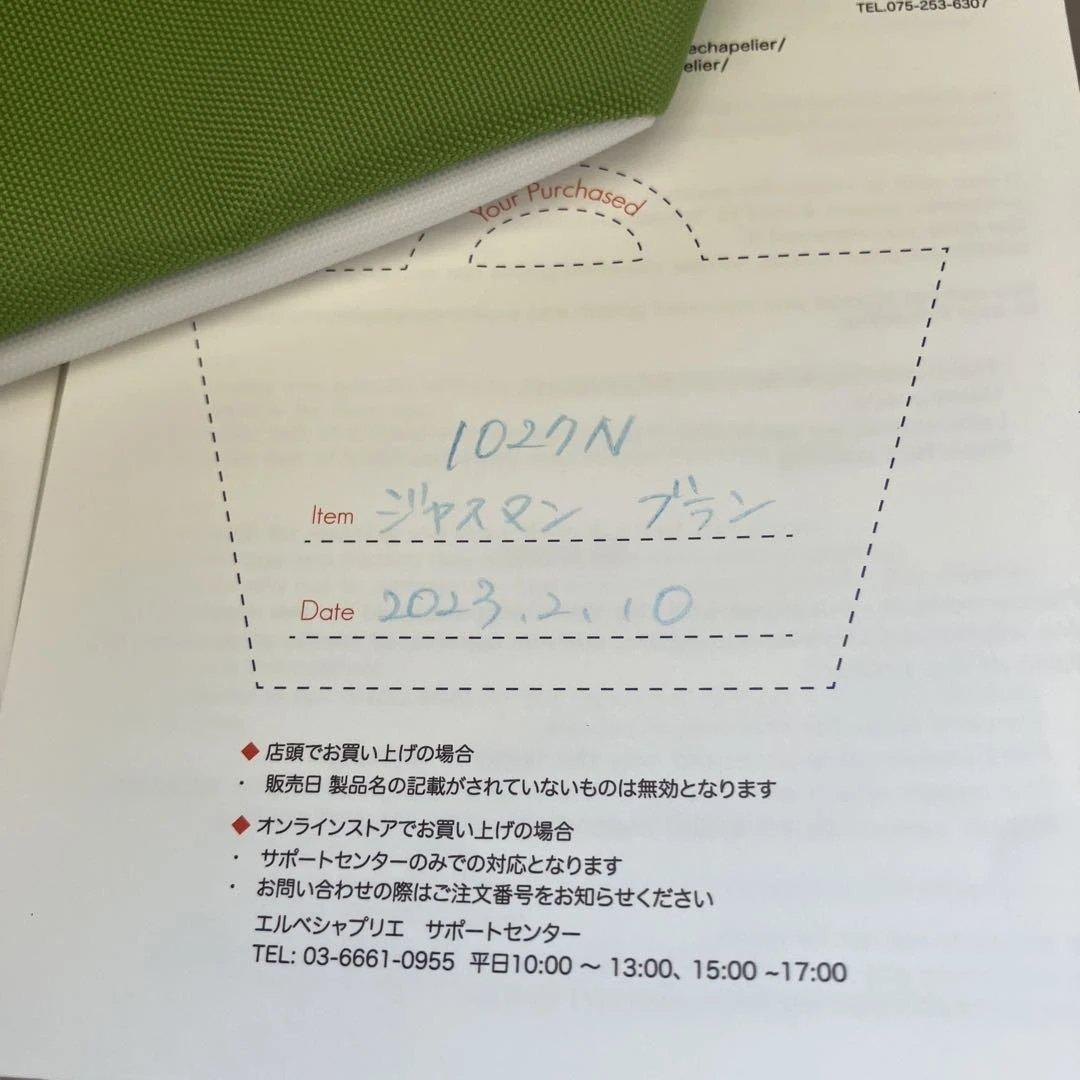 TEL.075-253-6307
echapelier/
elier/
Your Purchased
1027N
Item ジャスマン ブラン
Date 2023.2.10
◆ 店頭でお買い上げの場合
・ 販売日 製品名の記載がされていないものは無効となります
◆ オンラインストアでお買い上げの場合
・ サポートセンターのみでの対応となります
・ お問い合わせの際はご注文番号をお知らせください
エルベシャプリエ サポートセンター
TEL: 03-6661-0955 平日10:00 ～ 13:00、15:00 ~17:00